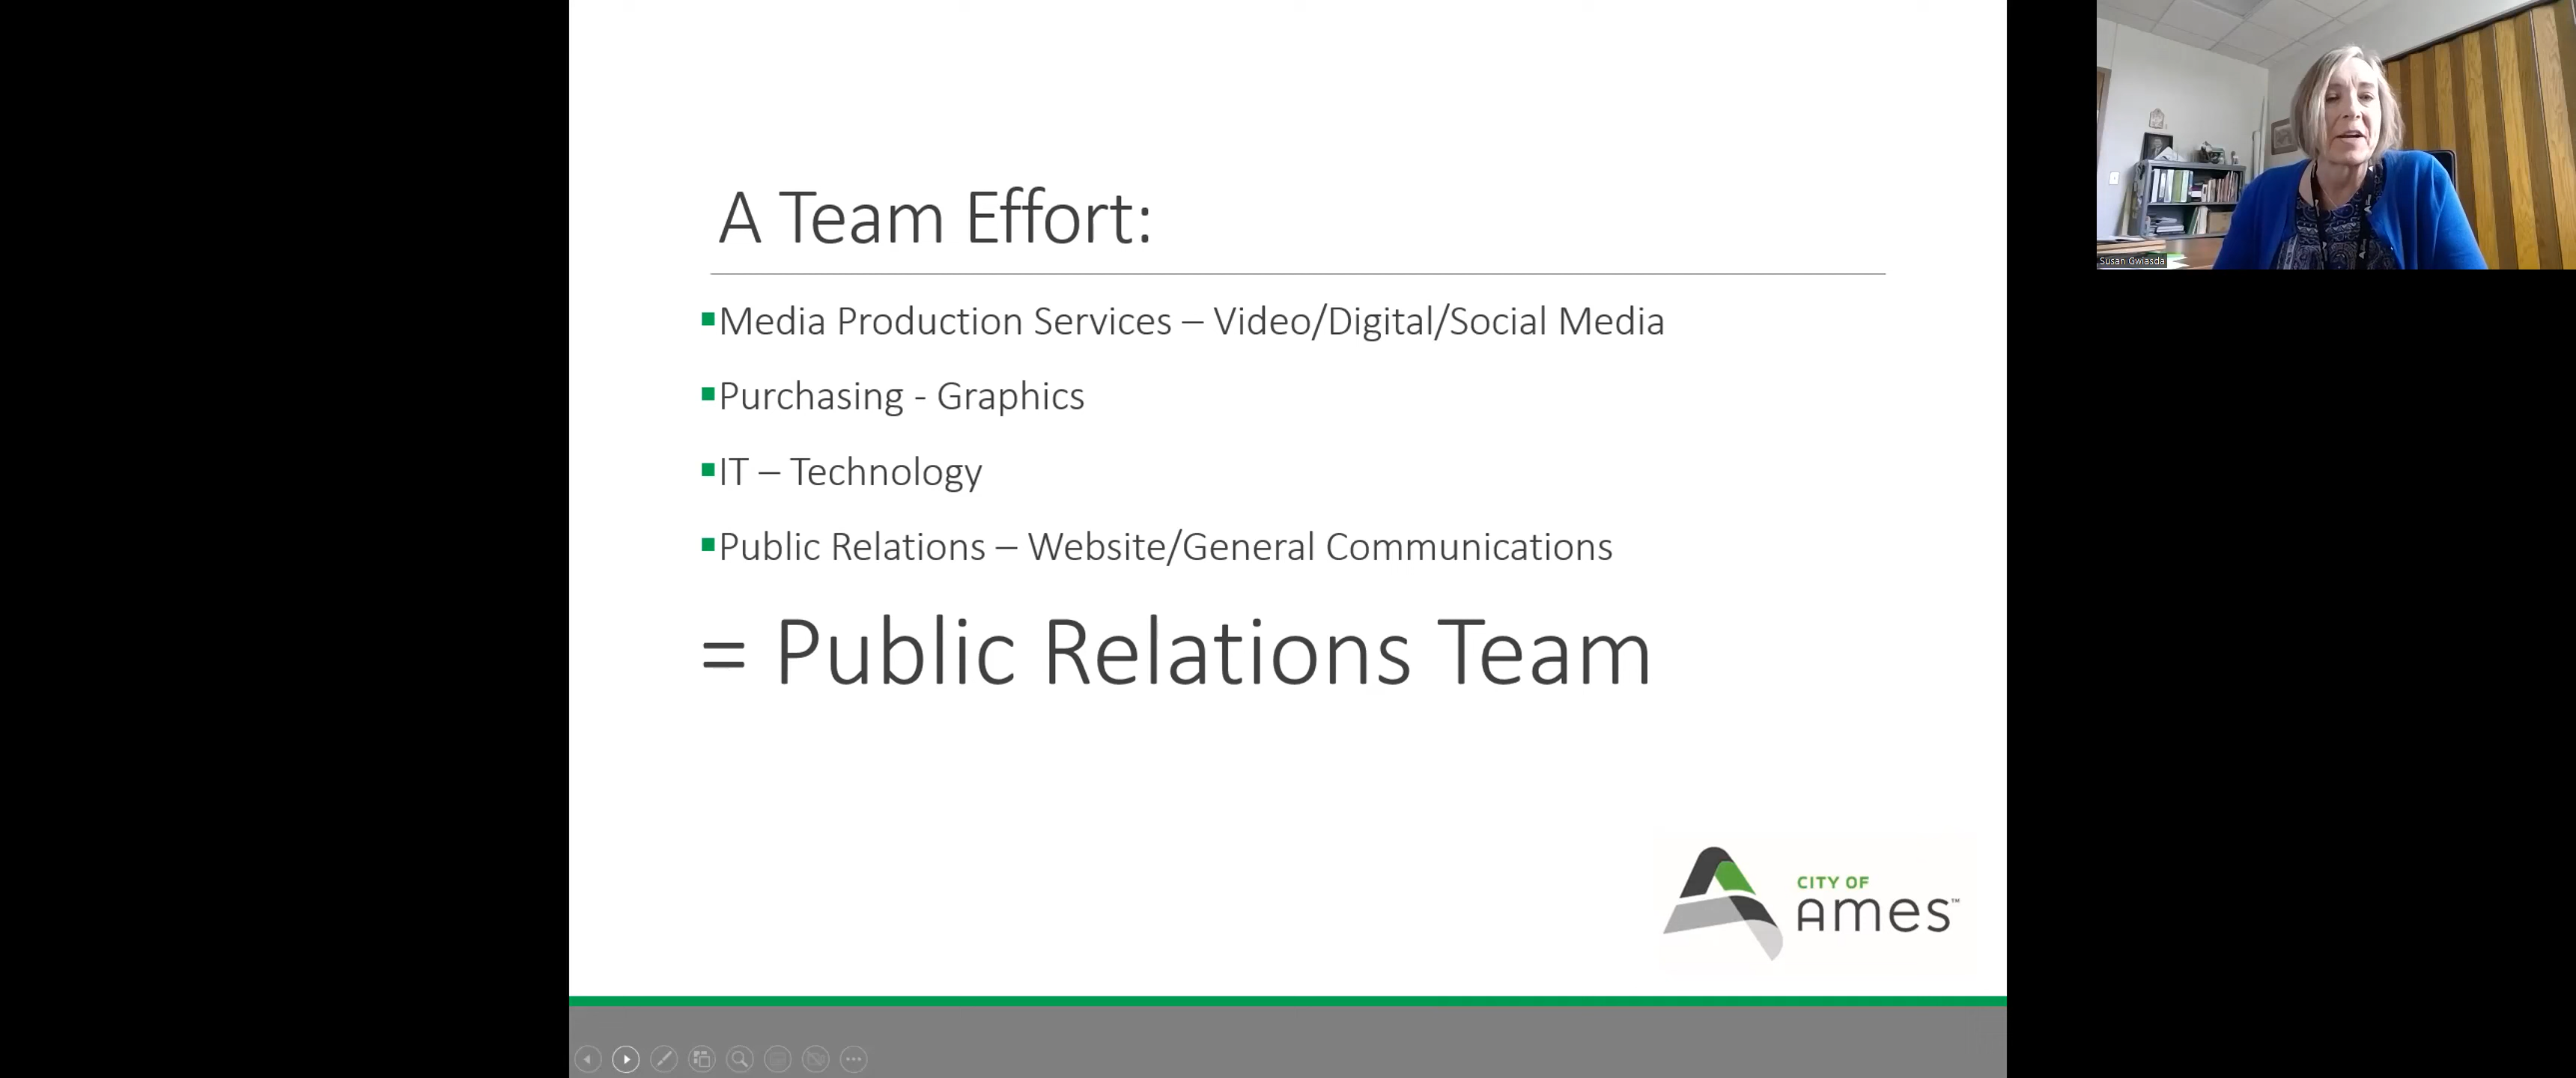 A Team Effort:
Media Production Services – Video/Digital/Social Media
Purchasing - Graphics
IT – Technology
Public Relations – Website/General Communications
= Public Relations Team
CITY OF
Ames™
Susan Gwiasda